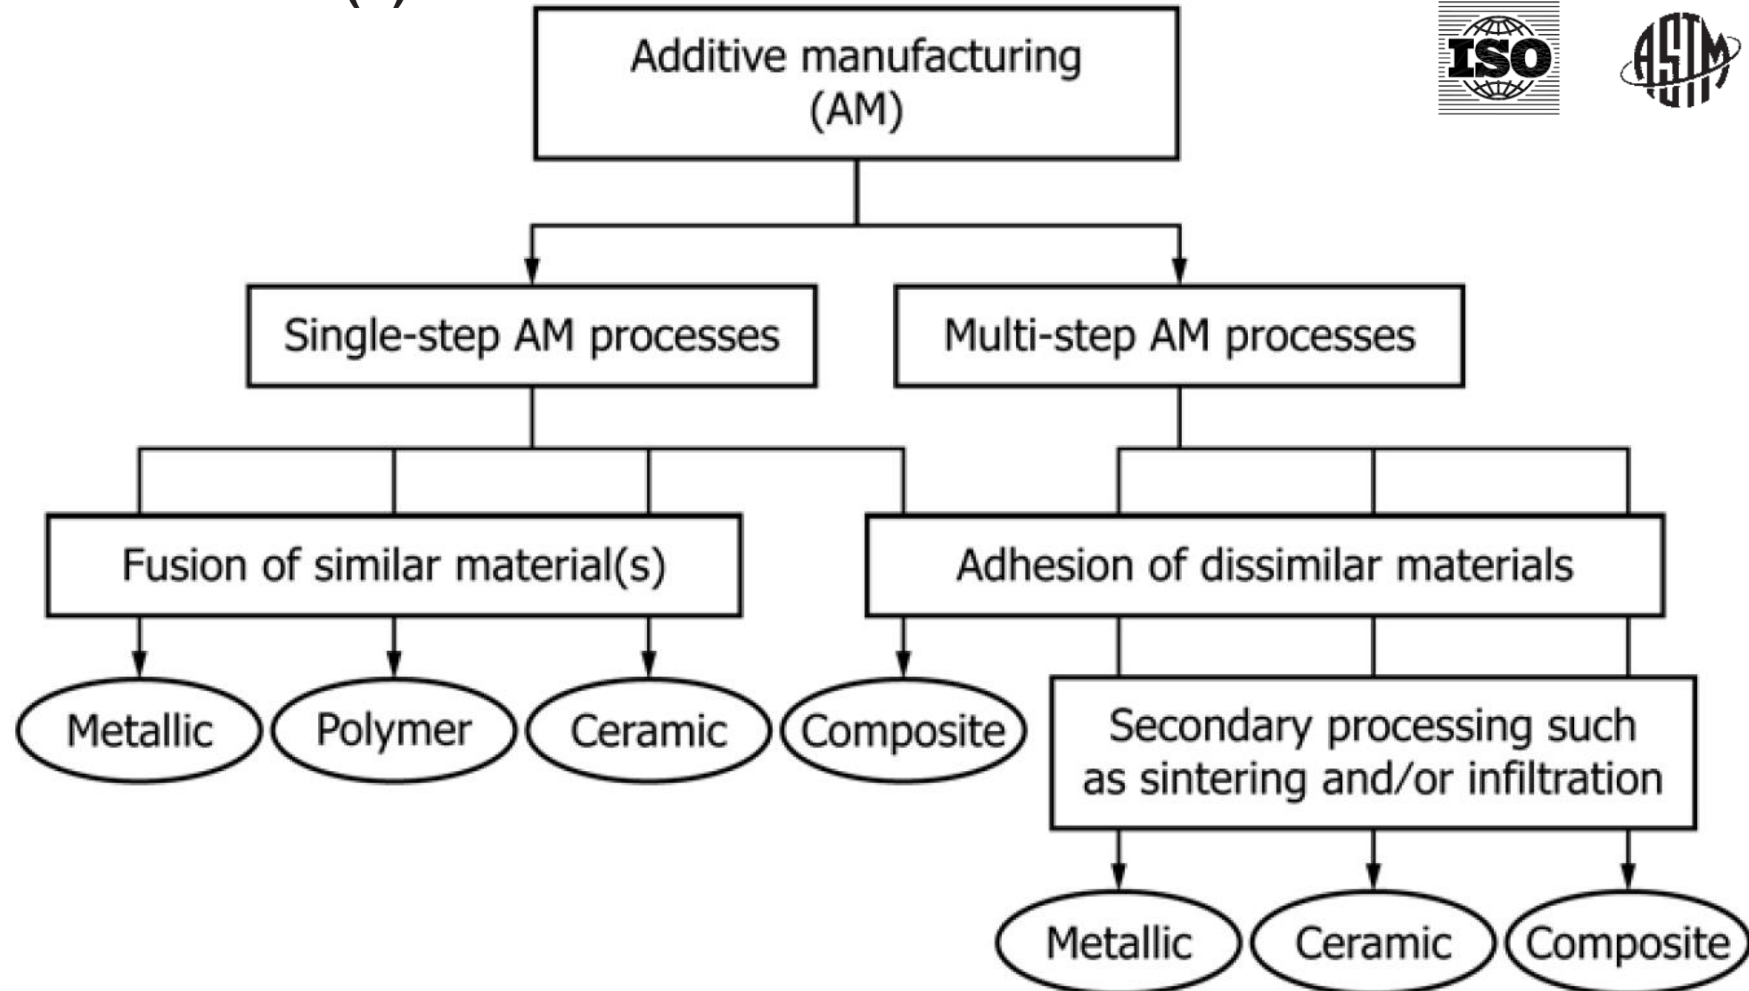 Additive manufacturing
(AM)
ISO
ASTM
Single-step AM processes
Multi-step AM processes
Fusion of similar material(s)
Adhesion of dissimilar materials
Metallic
Polymer
Ceramic
Composite
Secondary processing such
as sintering and/or infiltration
Metallic
Ceramic
Composite